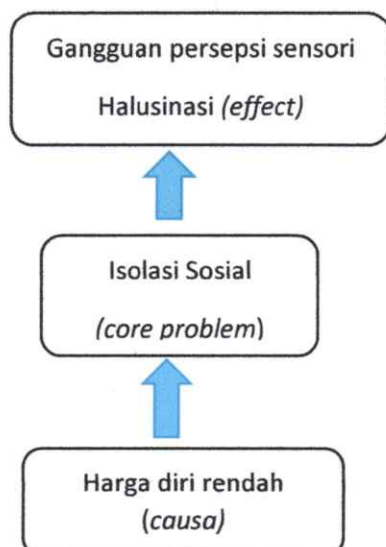 Gangguan persepsi sensori
Halusinasi (effect)
Isolasi Sosial
(core problem)
Harga diri rendah
(causa)